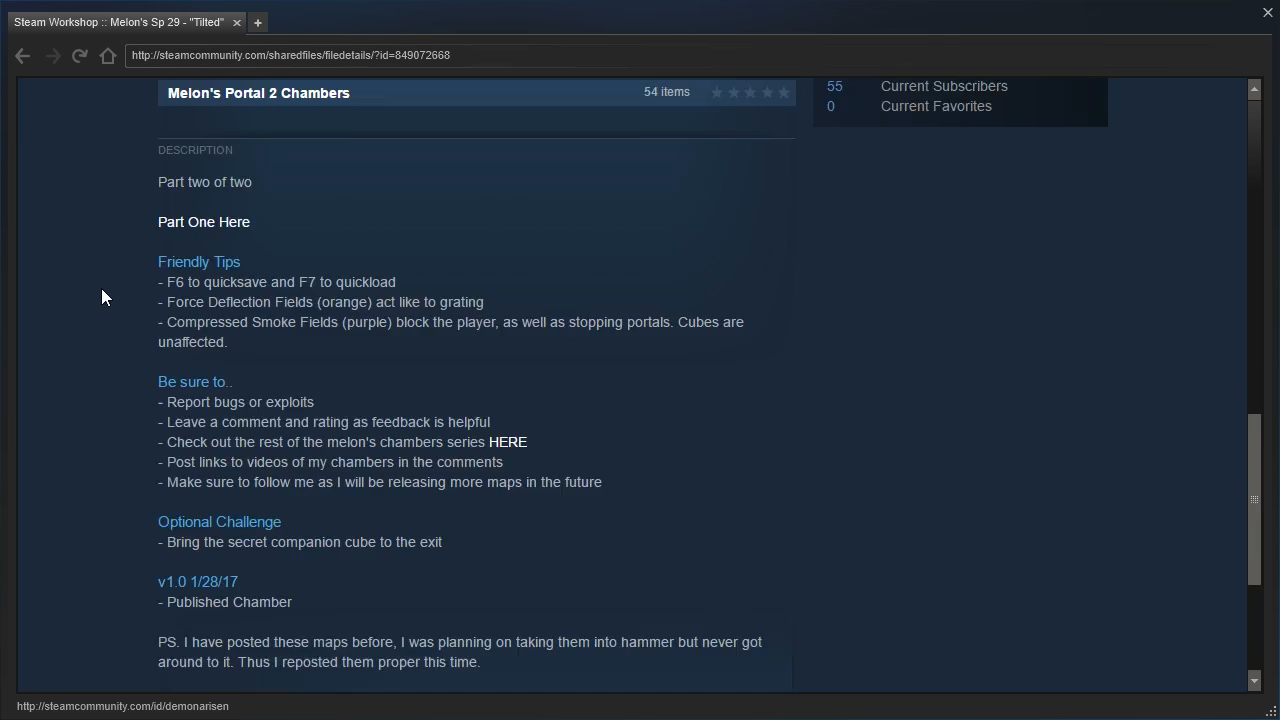 Steam Workshop :: Melon's Sp 29 - "Tilted"
http://steamcommunity.com/sharedfiles/filedetails/?id=849072668
Melon's Portal 2 Chambers 54 items
55 Current Subscribers
0 Current Favorites
DESCRIPTION
Part two of two
Part One Here
Friendly Tips
- F6 to quicksave and F7 to quickload
- Force Deflection Fields (orange) act like to grating
- Compressed Smoke Fields (purple) block the player, as well as stopping portals. Cubes are
unaffected.
Be sure to..
- Report bugs or exploits
- Leave a comment and rating as feedback is helpful
- Check out the rest of the melon's chambers series HERE
- Post links to videos of my chambers in the comments
- Make sure to follow me as I will be releasing more maps in the future
Optional Challenge
- Bring the secret companion cube to the exit
v1.0 1/28/17
- Published Chamber
PS. I have posted these maps before, I was planning on taking them into hammer but never got
around to it. Thus I reposted them proper this time.
http://steamcommunity.com/id/demonarisen